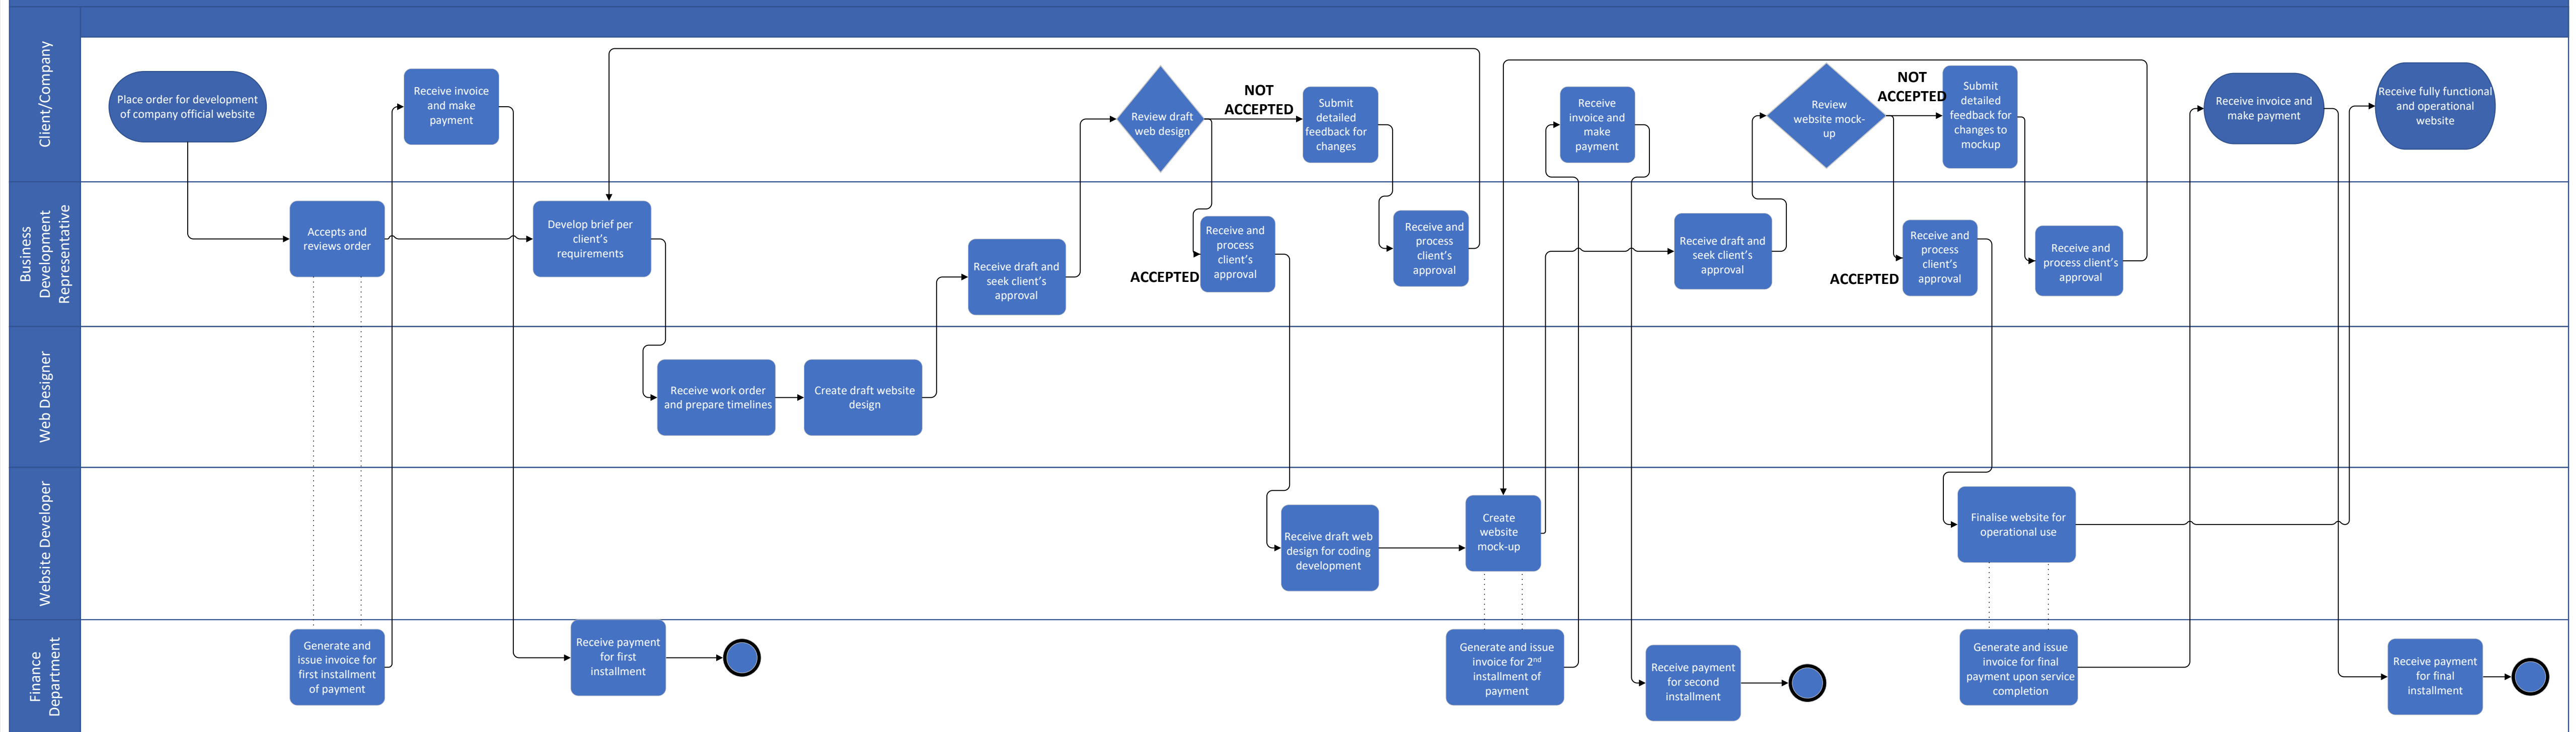 Client/Company
Place order for development
of company official website
Receive invoice
and make
payment
Review draft
web design
NOT
ACCEPTED
Submit
detailed
feedback for
changes
Receive
invoice and
make
payment
Review
website mock-
up
NOT
ACCEPTED
Submit
detailed
feedback for
changes to
mockup
Receive invoice and
make payment
Receive fully functional
and operational
website
Business
Development
Representative
Accepts and
reviews order
Develop brief per
client’s
requirements
Receive draft and
seek client’s
approval
ACCEPTED
Receive and
process
client’s
approval
Receive and
process
client’s
approval
Receive draft and
seek client’s
approval
ACCEPTED
Receive and
process
client’s
approval
Receive and
process client’s
approval
Web Designer
Receive work order
and prepare timelines
Create draft website
design
Website Developer
Receive draft web
design for coding
development
Create
website
mock-up
Finalise website for
operational use
Finance
Department
Generate and
issue invoice for
first installment
of payment
Receive payment
for first
installment
Generate and issue
invoice for 2nd
installment of
payment
Receive payment
for second
installment
Generate and issue
invoice for final
payment upon service
completion
Receive payment
for final
installment